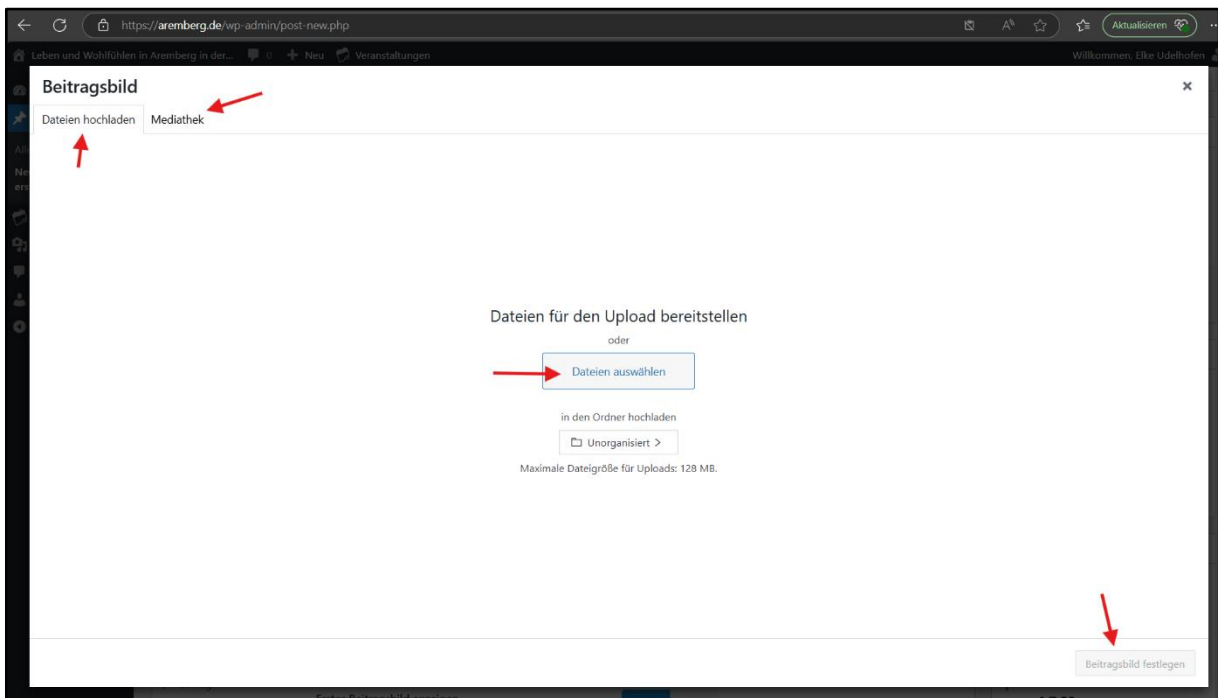 https://aremberg.de/wp-admin/post-new.php
Aktualisieren
Leben und Wohlfühlen in Aremberg in der... 0 Neu Veranstaltungen
Willkommen, Elke Udelhofen
Beitragsbild
Dateien hochladen Mediathek
Dateien für den Upload bereitstellen
oder
Dateien auswählen
in den Ordner hochladen
Unorganisiert
Maximale Dateigröße für Uploads: 128 MB.
Beitragsbild festlegen